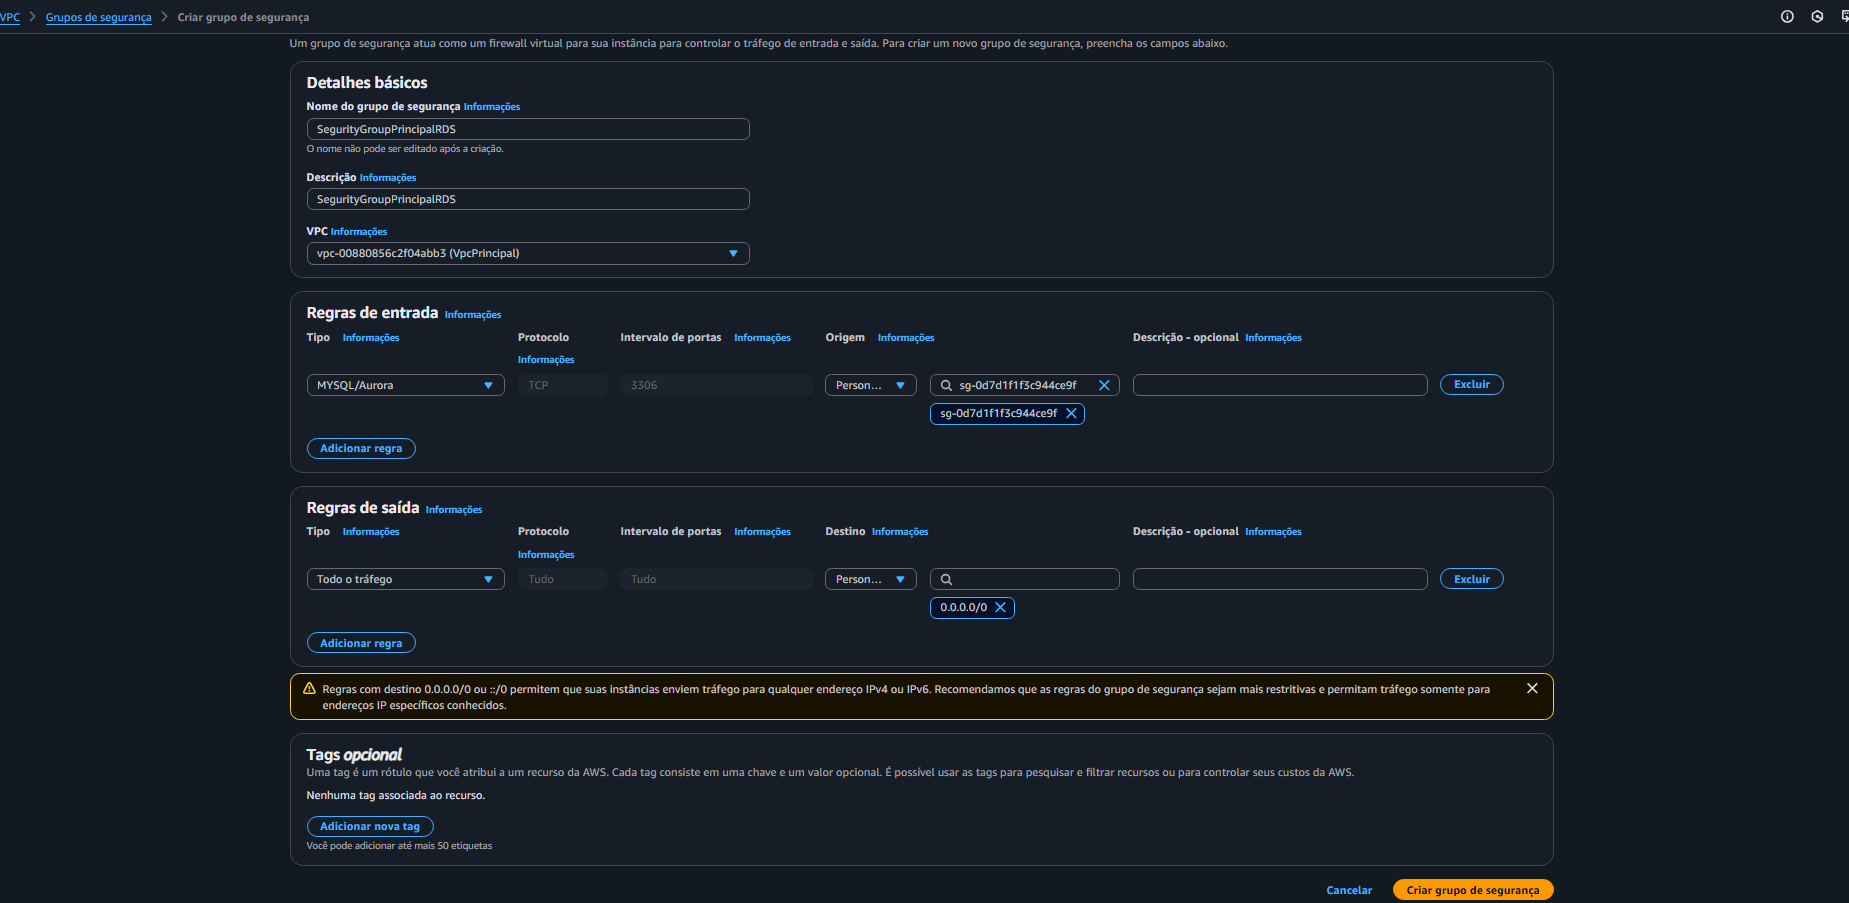 VPC > Grupos de segurança > Criar grupo de segurança
Um grupo de segurança atua como um firewall virtual para sua instância para controlar o tráfego de entrada e saída. Para criar um novo grupo de segurança, preencha os campos abaixo.
Detalhes básicos
Nome do grupo de segurança Informações
SegurityGroupPrincipalRDS
O nome não pode ser editado após a criação.
Descrição Informações
SegurityGroupPrincipalRDS
VPC Informações
vpc-00880856c2f04abb3 (VpcPrincipal)
Regras de entrada Informações
Tipo Informações Protocolo Intervalo de portas Informações Origem Informações Descrição - opcional Informações
Informações
MYSQL/Aurora TCP 3306 Person... sg-0d7d1f1f3c944ce9f Excluir
sg-0d7d1f1f3c944ce9f
Adicionar regra
Regras de saída Informações
Tipo Informações Protocolo Intervalo de portas Informações Destino Informações Descrição - opcional Informações
Informações
Todo o tráfego Tudo Tudo Person... Excluir
0.0.0.0/0
Adicionar regra
Regras com destino 0.0.0.0/0 ou ::/0 permitem que suas instâncias enviem tráfego para qualquer endereço IPv4 ou IPv6. Recomendamos que as regras do grupo de segurança sejam mais restritivas e permitam tráfego somente para
endereços IP específicos conhecidos.
Tags opcional
Uma tag é um rótulo que você atribui a um recurso da AWS. Cada tag consiste em uma chave e um valor opcional. É possível usar as tags para pesquisar e filtrar recursos ou para controlar seus custos da AWS.
Nenhuma tag associada ao recurso.
Adicionar nova tag
Você pode adicionar até mais 50 etiquetas
Cancelar Criar grupo de segurança